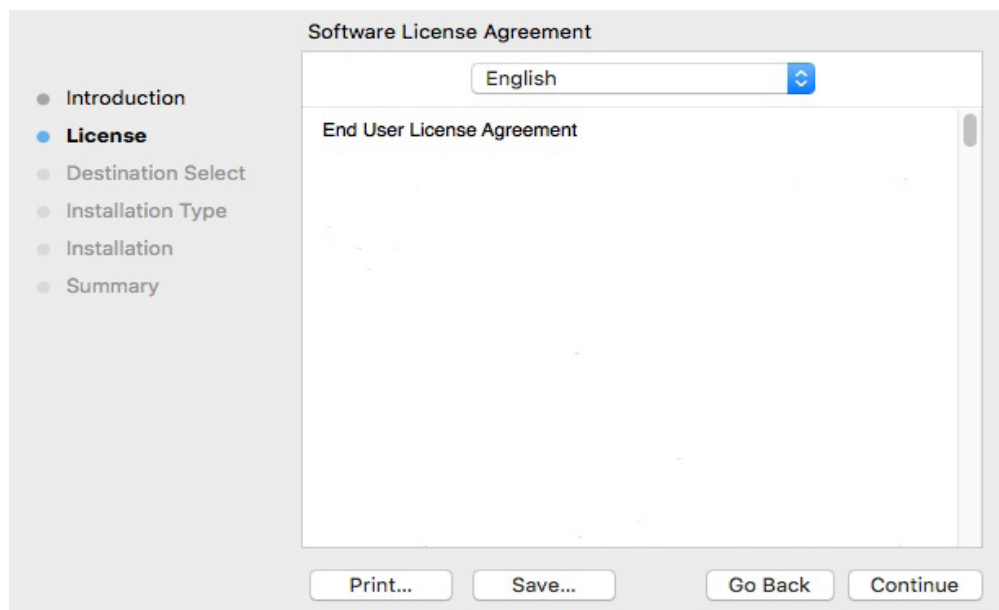 Software License Agreement
English
Introduction
License
Destination Select
Installation Type
Installation
Summary
End User License Agreement
Print...
Save...
Go Back
Continue